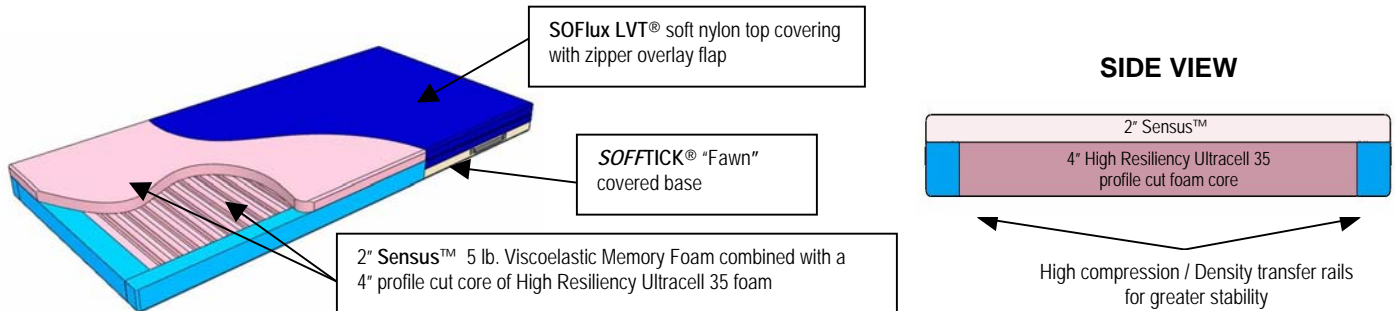 SOFlux LVT® soft nylon top covering
with zipper overlay flap
SOFFTICK® “Fawn”
covered base
2” Sensus™ 5 lb. Viscoelastic Memory Foam combined with a
4” profile cut core of High Resiliency Ultracell 35 foam
SIDE VIEW
2” Sensus™
4” High Resiliency Ultracell 35
profile cut foam core
High compression / Density transfer rails
for greater stability